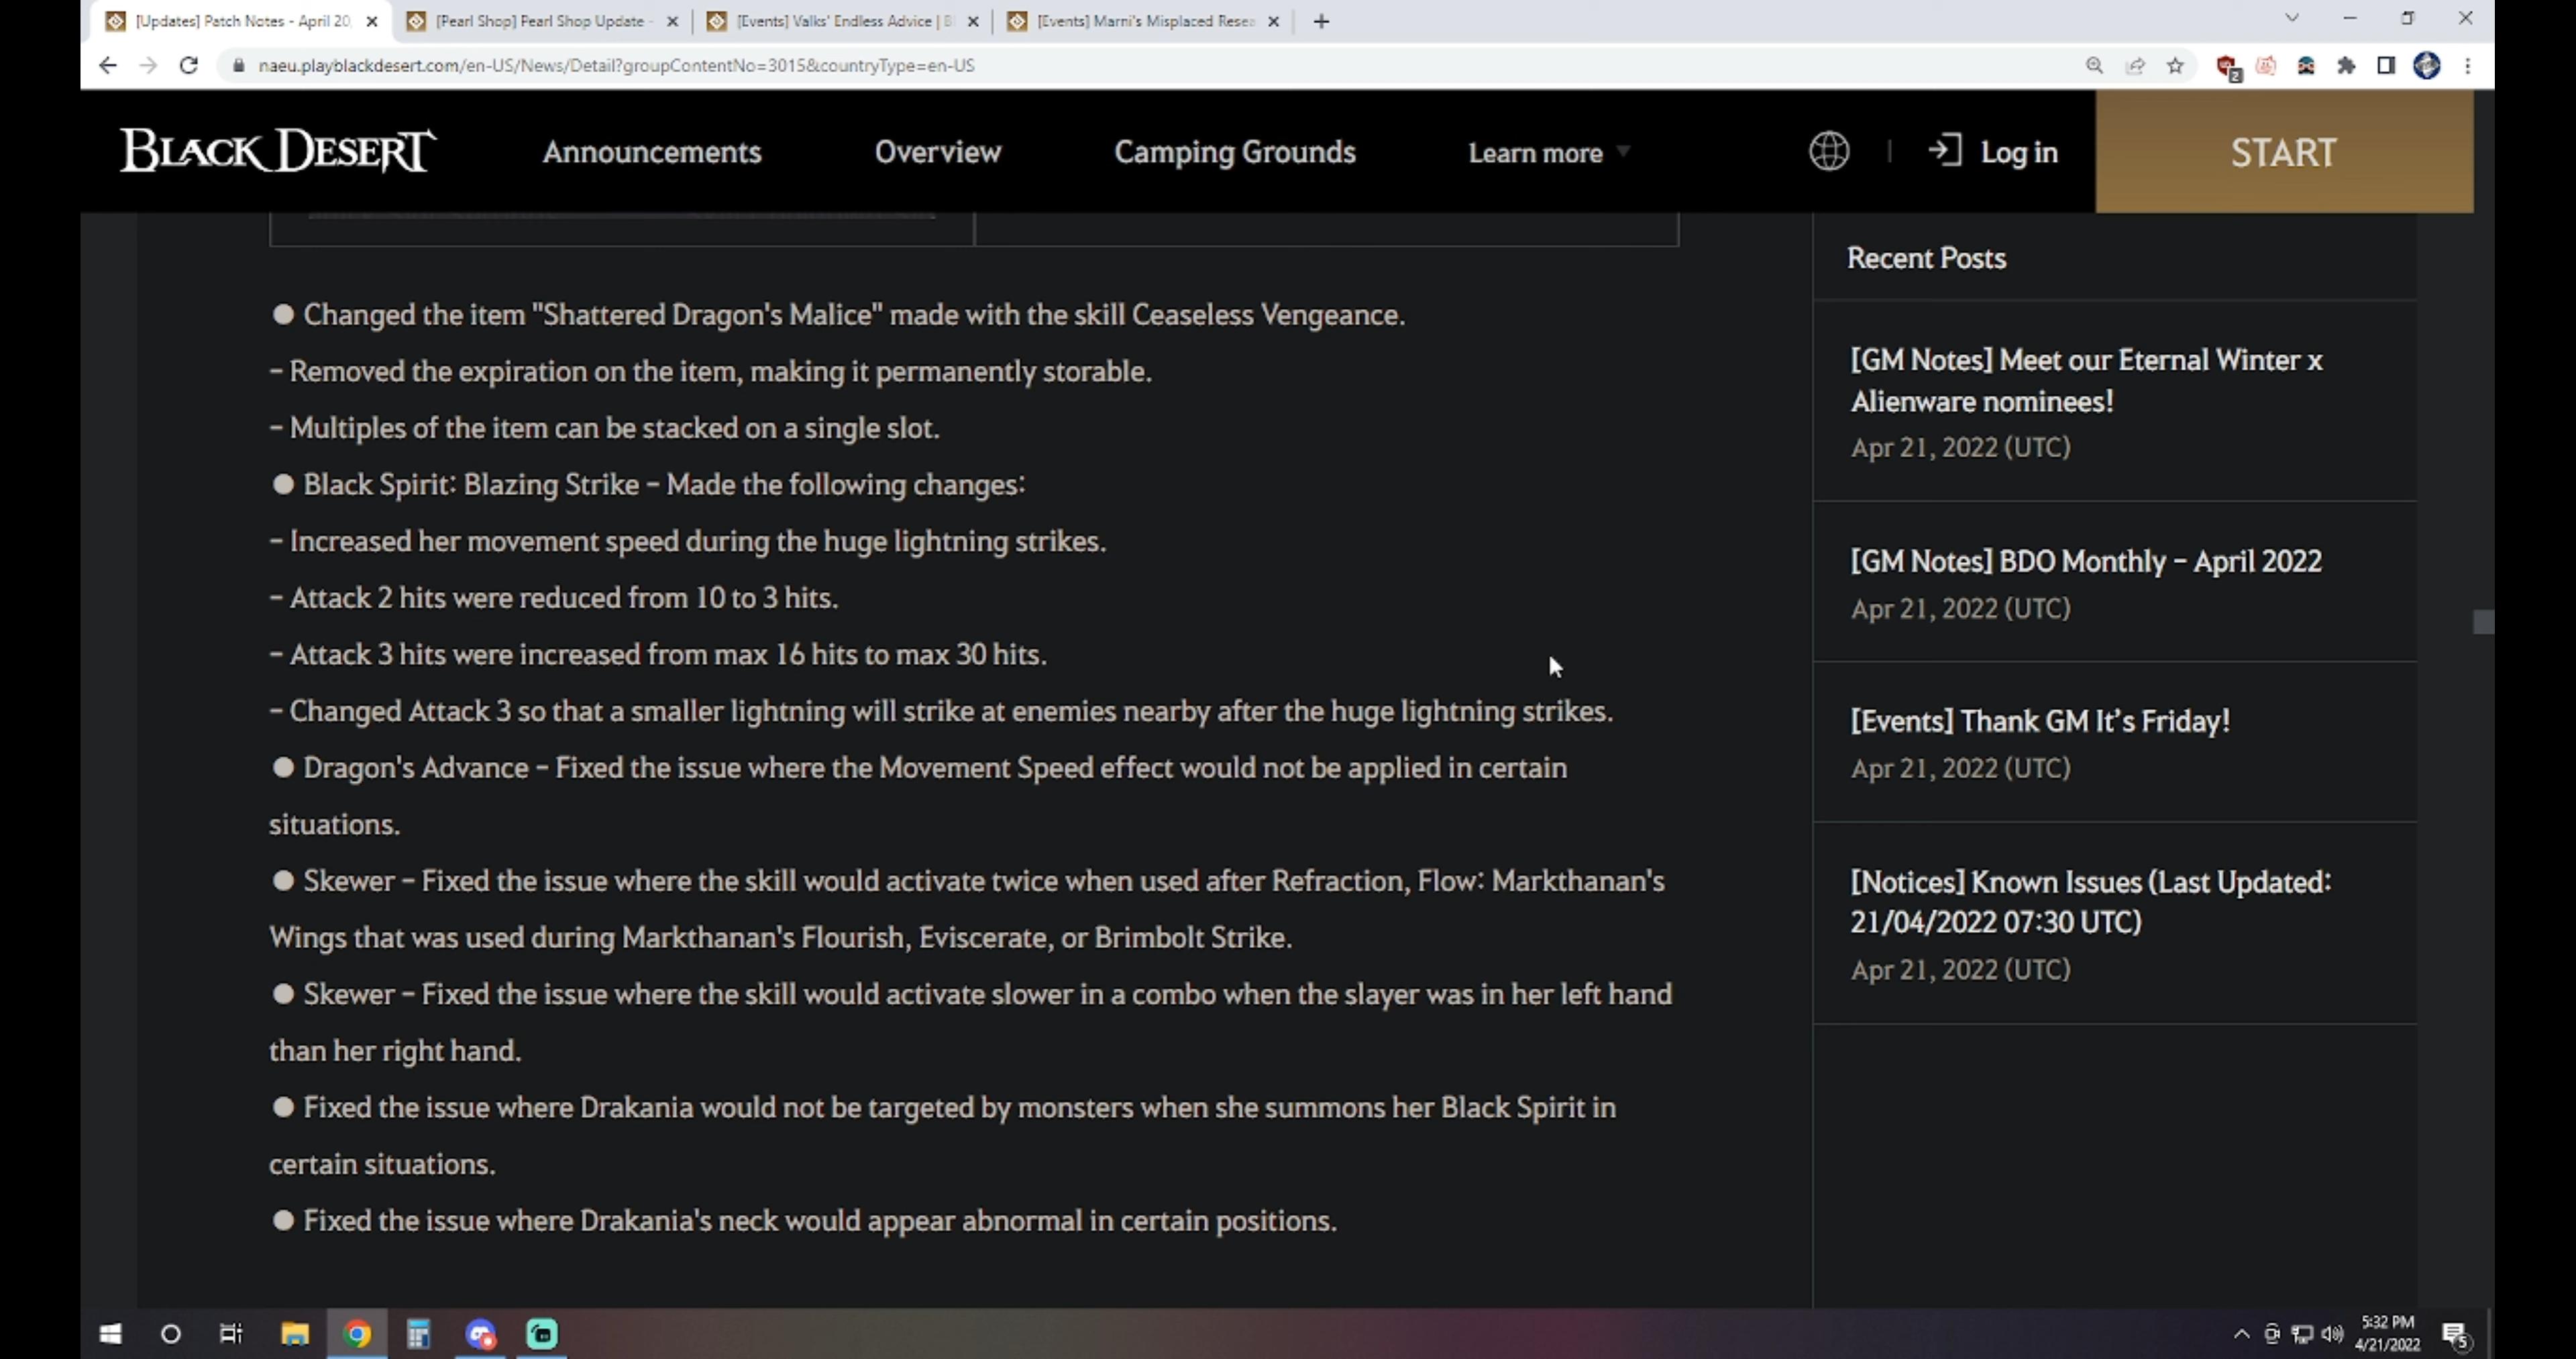 [Updates] Patch Notes - April 20,
[Pearl Shop] Pearl Shop Update -
[Events] Valks' Endless Advice | B
[Events] Marni's Misplaced Resea
naeu.playblackdesert.com/en-US/News/Detail?groupContentNo=3015&countryType=en-US
2
BLACK DESERT
Announcements
Overview
Camping Grounds
Learn more
Log in
START
● Changed the item "Shattered Dragon's Malice" made with the skill Ceaseless Vengeance.
- Removed the expiration on the item, making it permanently storable.
- Multiples of the item can be stacked on a single slot.
● Black Spirit: Blazing Strike - Made the following changes:
- Increased her movement speed during the huge lightning strikes.
- Attack 2 hits were reduced from 10 to 3 hits.
- Attack 3 hits were increased from max 16 hits to max 30 hits.
- Changed Attack 3 so that a smaller lightning will strike at enemies nearby after the huge lightning strikes.
● Dragon's Advance - Fixed the issue where the Movement Speed effect would not be applied in certain
situations.
● Skewer - Fixed the issue where the skill would activate twice when used after Refraction, Flow: Markthanan's
Wings that was used during Markthanan's Flourish, Eviscerate, or Brimbolt Strike.
● Skewer - Fixed the issue where the skill would activate slower in a combo when the slayer was in her left hand
than her right hand.
● Fixed the issue where Drakania would not be targeted by monsters when she summons her Black Spirit in
certain situations.
● Fixed the issue where Drakania's neck would appear abnormal in certain positions.
Recent Posts
[GM Notes] Meet our Eternal Winter x
Alienware nominees!
Apr 21, 2022 (UTC)
[GM Notes] BDO Monthly - April 2022
Apr 21, 2022 (UTC)
[Events] Thank GM It's Friday!
Apr 21, 2022 (UTC)
[Notices] Known Issues (Last Updated:
21/04/2022 07:30 UTC)
Apr 21, 2022 (UTC)
5:32 PM
4/21/2022
5